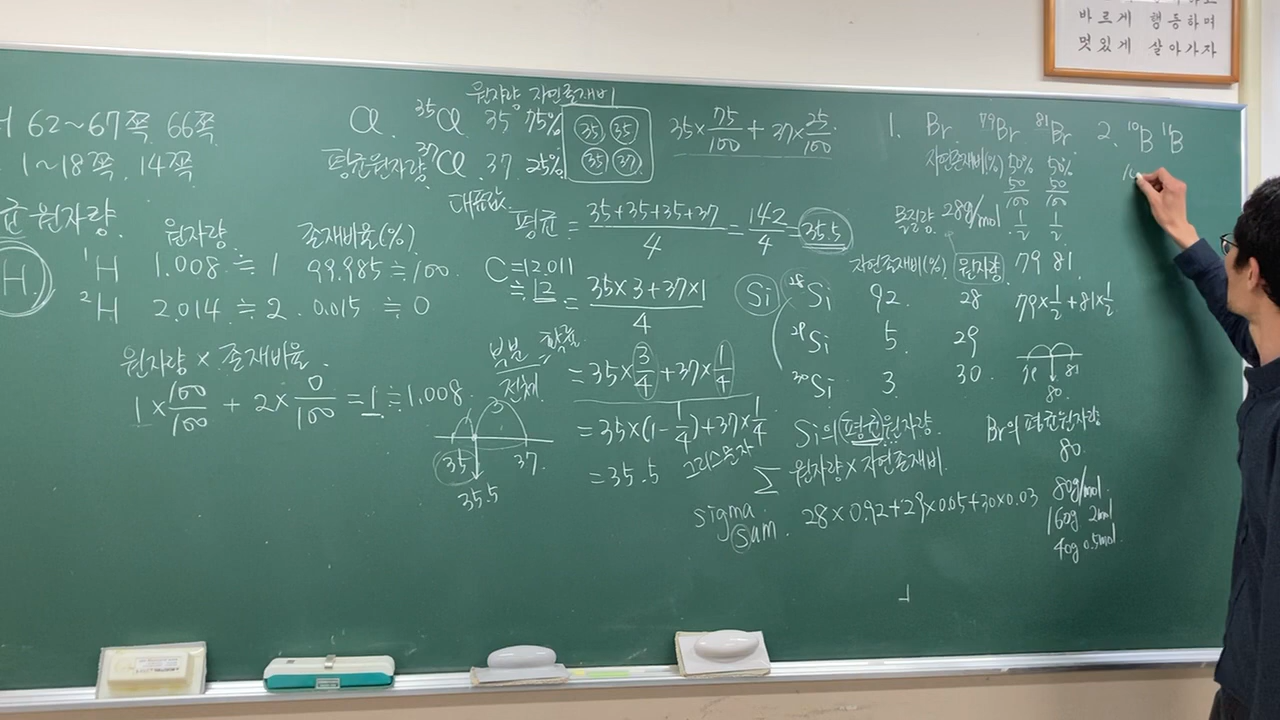 바르게 행동하며
멋있게 살아가자
H 62~67쪽 66쪽
1~18쪽. 14쪽
균원자량.
원자량. 존재비율(%)
H.
¹H 1.008 ≒ 1 99.985 ≒ 100.
²H 2.014 ≒ 2. 0.015 ≒ 0
원자량 × 존재비율.
1 × 100/100 + 2 × 0/100 = 1 ≒ 1.008
원자량 자연존재비
Cl. ³⁵Cl 35 75%
평균원자량 ³⁷Cl. 37 25%
35 35
35 37
35 × 75/100 + 37 × 25/100
대푯값
평균 = (35+35+35+37)/4 = 142/4 = 35.5
C = 12.011
≒ 12
= (35×3+37×1)/4
부분/전체
= 35 × 3/4 + 37 × 1/4
= 35 × (1 - 1/4) + 37 × 1/4
= 35.5
3
35 37
35.5
그리스문자
Si
²⁸Si 92 28
²⁹Si 5 29
³⁰Si 3 30
자연존재비(%) 원자량
Si의 평균원자량.
∑ 원자량 × 자연존재비.
sigma
sam.
28 × 0.92 + 29 × 0.05 + 30 × 0.03
1. Br ⁷⁹Br ⁸¹Br
자연존재비(%) 50% 50%
50/100 50/100
몰질량 28g/mol 1/2 1/2
79 81
79 × 1/2 + 81 × 1/2
81
80
Br의 평균원자량
80
80g/mol
160g 2mol
40g 0.5mol.
2. ¹⁰B ¹¹B